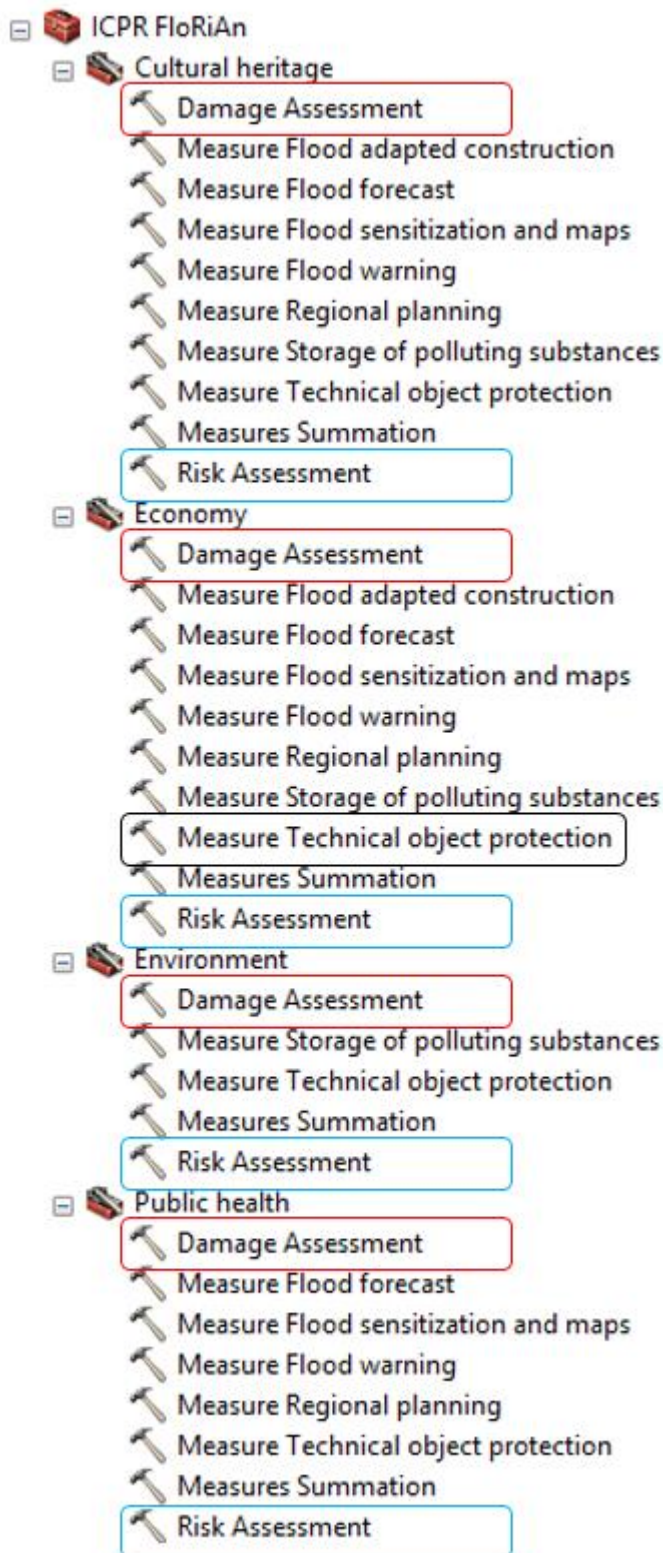 ICPR FloRiAn
Cultural heritage
Damage Assessment
Measure Flood adapted construction
Measure Flood forecast
Measure Flood sensitization and maps
Measure Flood warning
Measure Regional planning
Measure Storage of polluting substances
Measure Technical object protection
Measures Summation
Risk Assessment
Economy
Damage Assessment
Measure Flood adapted construction
Measure Flood forecast
Measure Flood sensitization and maps
Measure Flood warning
Measure Regional planning
Measure Storage of polluting substances
Measure Technical object protection
Measures Summation
Risk Assessment
Environment
Damage Assessment
Measure Storage of polluting substances
Measure Technical object protection
Measures Summation
Risk Assessment
Public health
Damage Assessment
Measure Flood forecast
Measure Flood sensitization and maps
Measure Flood warning
Measure Regional planning
Measure Technical object protection
Measures Summation
Risk Assessment